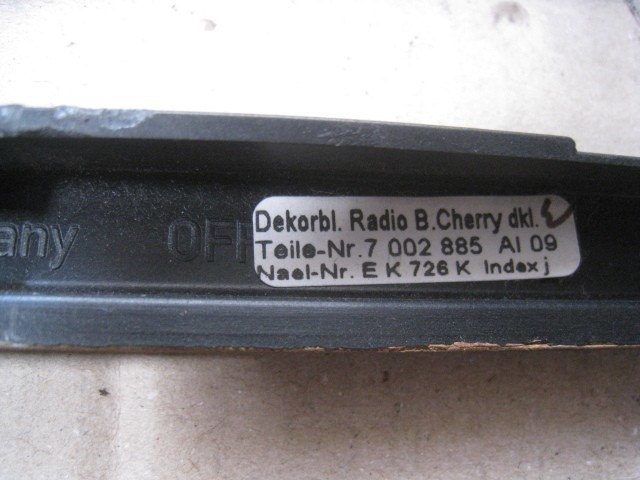 any OFF
Dekorbl. Radio B.Cherry dkl.
Teile-Nr.7 002 885 AI 09
Nael-Nr. E K 726 K Index j